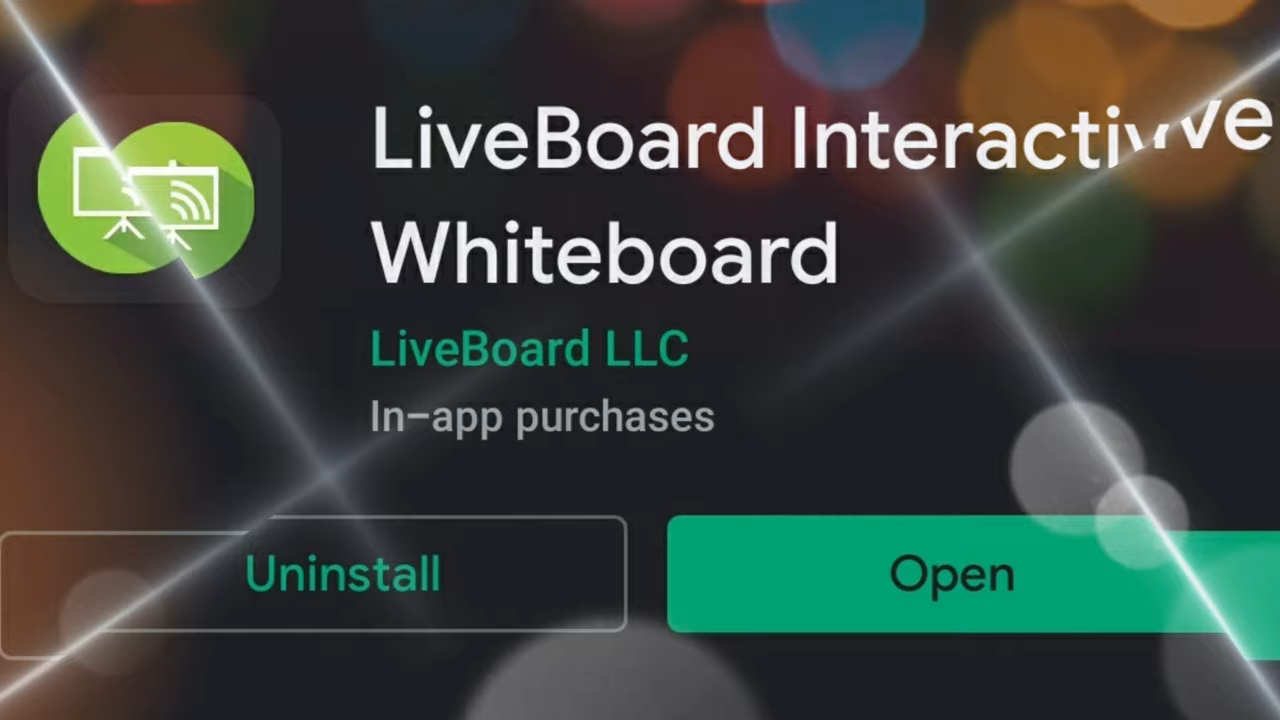 LiveBoard Interactive
Whiteboard
LiveBoard LLC
In-app purchases
Uninstall
Open